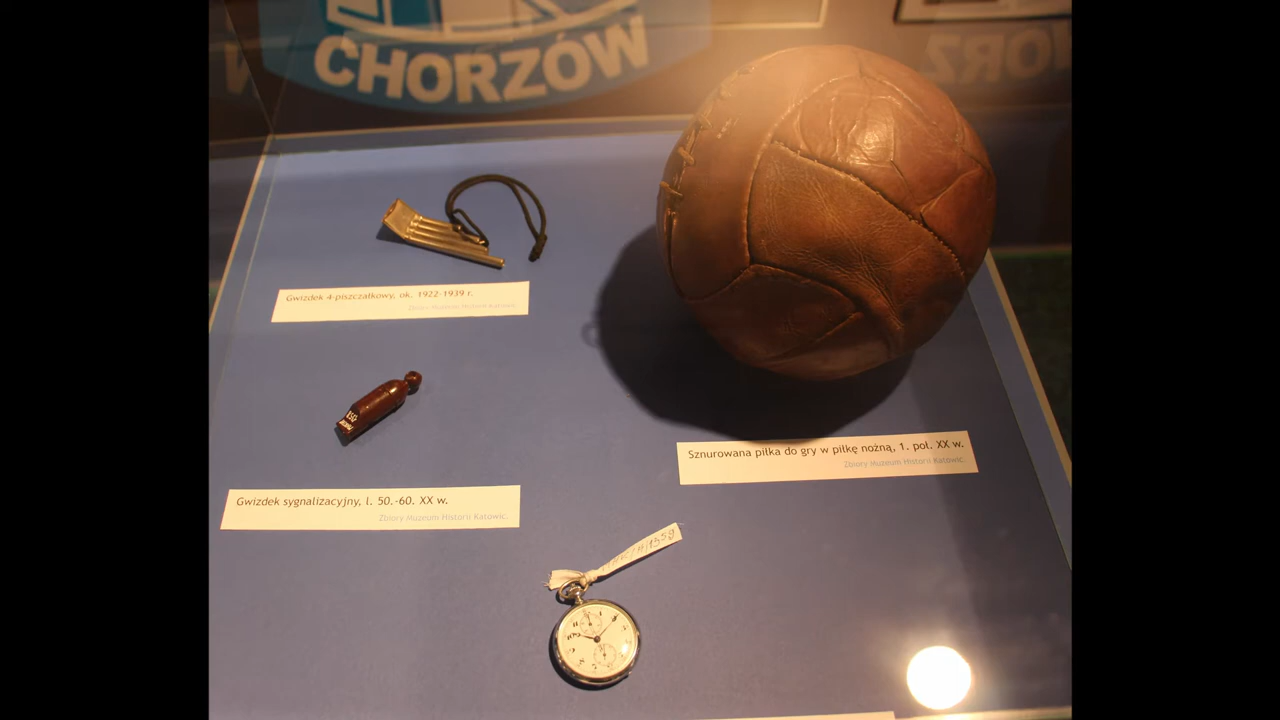 CHORZÓW
Gwizdek 4-piszczałkowy, ok. 1922-1939 r.
Zbiory Muzeum Historii Katowic.
Sznurowana piłka do gry w piłkę nożną, 1. poł. XX w.
Zbiory Muzeum Historii Katowic.
Gwizdek sygnalizacyjny, l. 50.-60. XX w.
Zbiory Muzeum Historii Katowic.